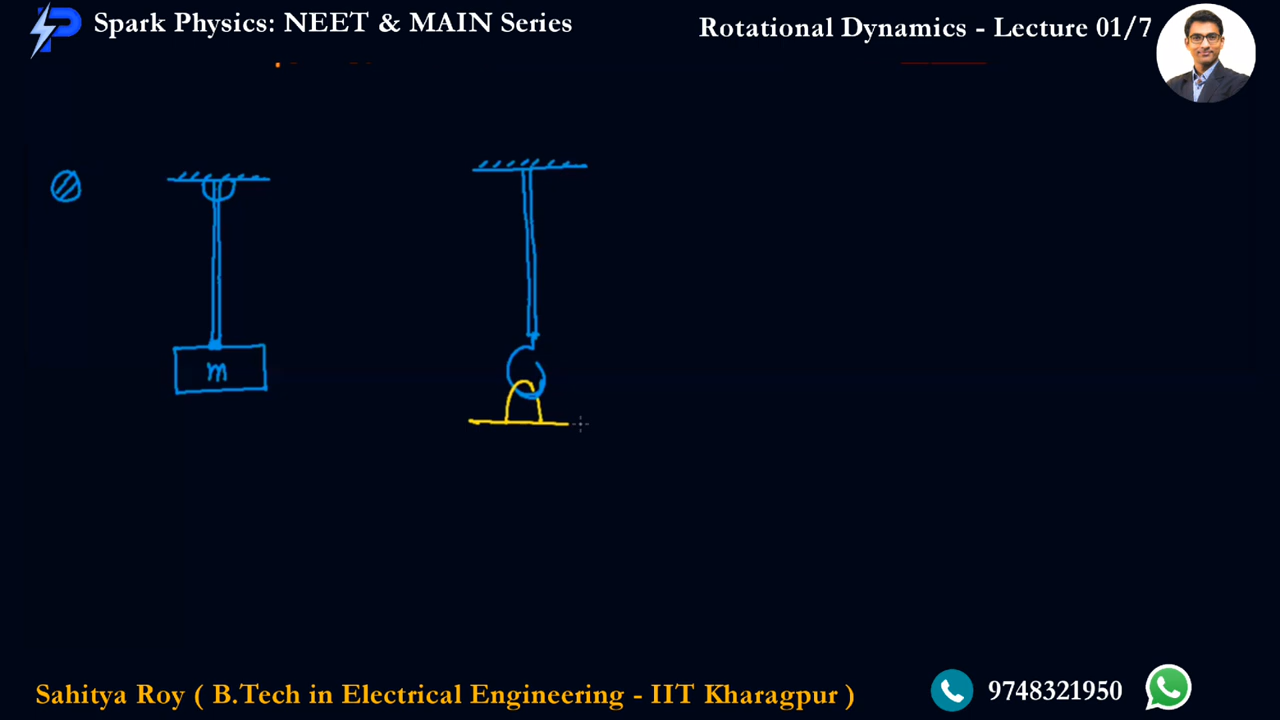 Spark Physics: NEET & MAIN Series
Rotational Dynamics - Lecture 01/7
m
Sahitya Roy ( B.Tech in Electrical Engineering - IIT Kharagpur )
9748321950